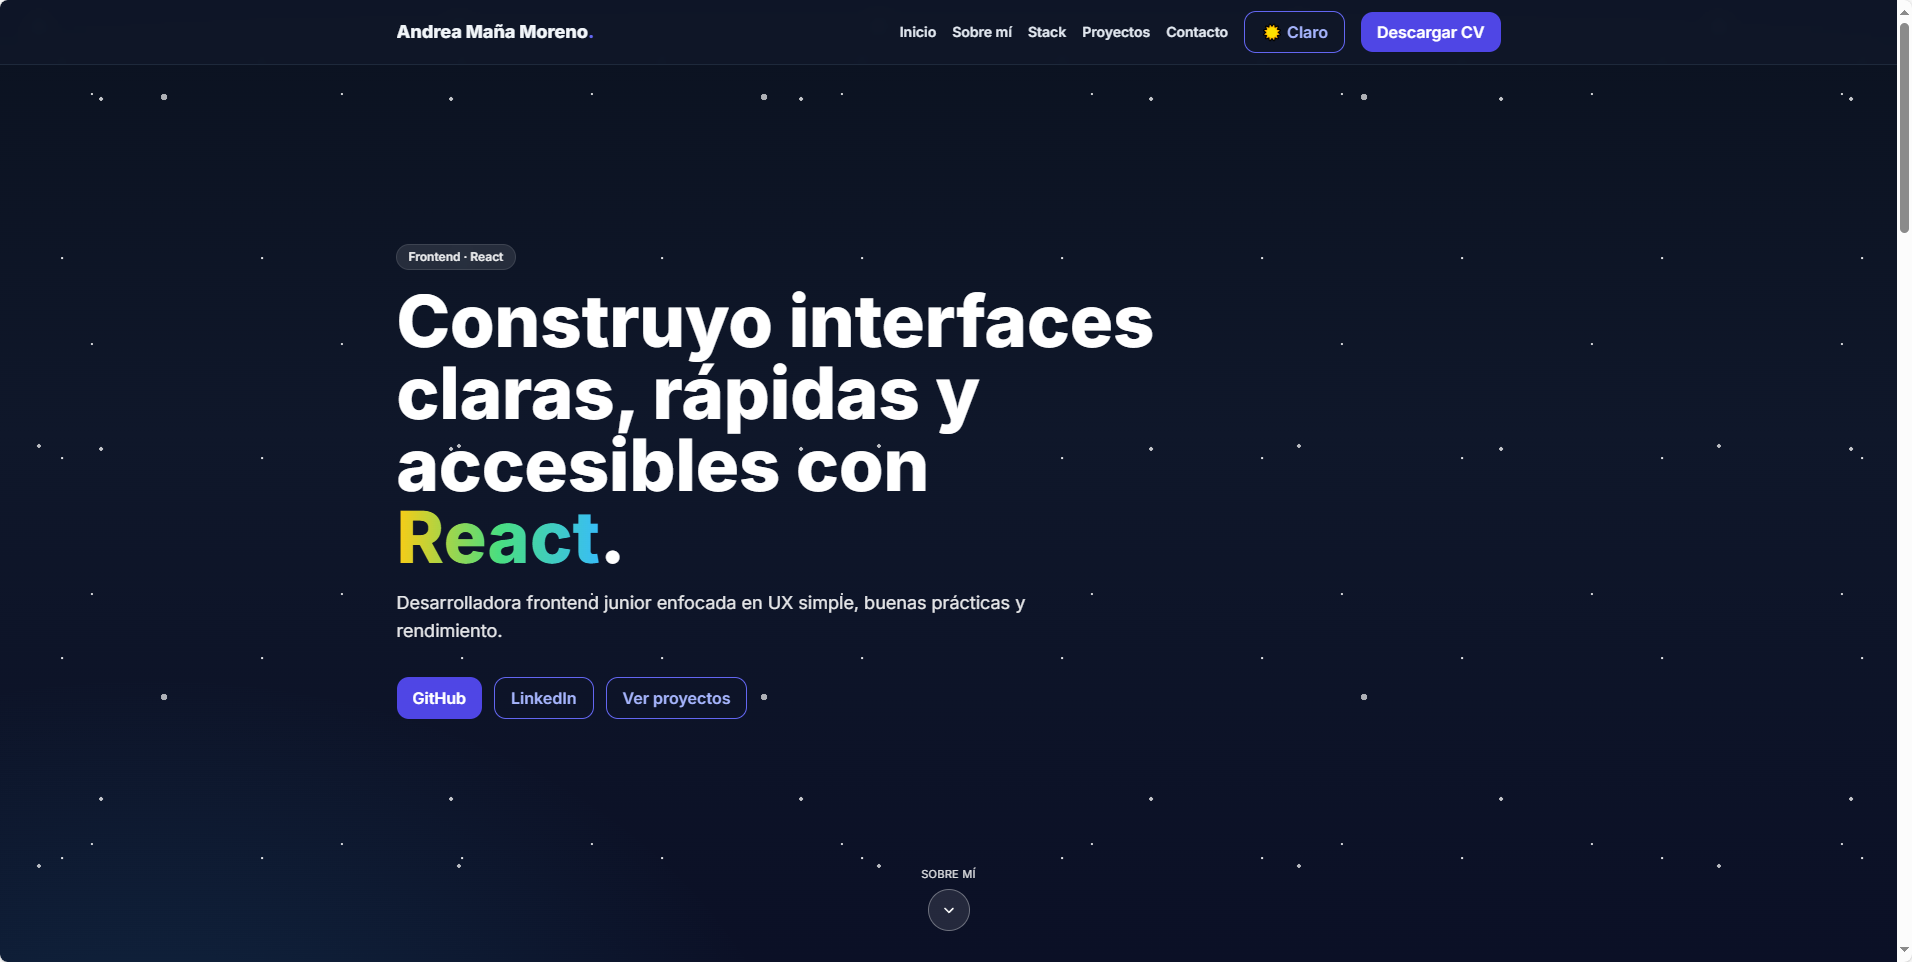 Andrea Maña Moreno.
Inicio Sobre mí Stack Proyectos Contacto Claro Descargar CV
Frontend · React
Construyo interfaces
claras, rápidas y
accesibles con
React.
Desarrolladora frontend junior enfocada en UX simple, buenas prácticas y
rendimiento.
GitHub LinkedIn Ver proyectos
SOBRE MÍ